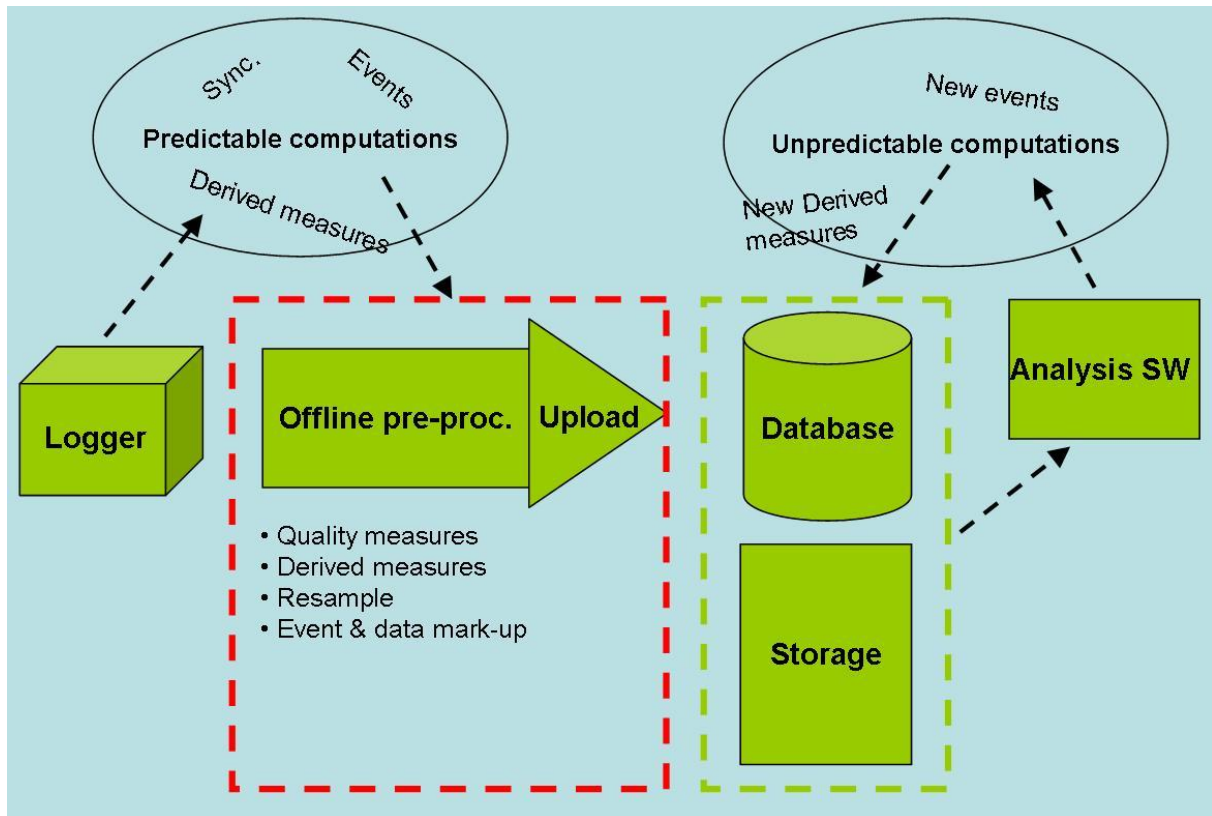 Sync.
Events
Predictable computations
Derived measures
New events
Unpredictable computations
New Derived
measures
Logger
Offline pre-proc.
Upload
• Quality measures
• Derived measures
• Resample
• Event & data mark-up
Database
Storage
Analysis SW